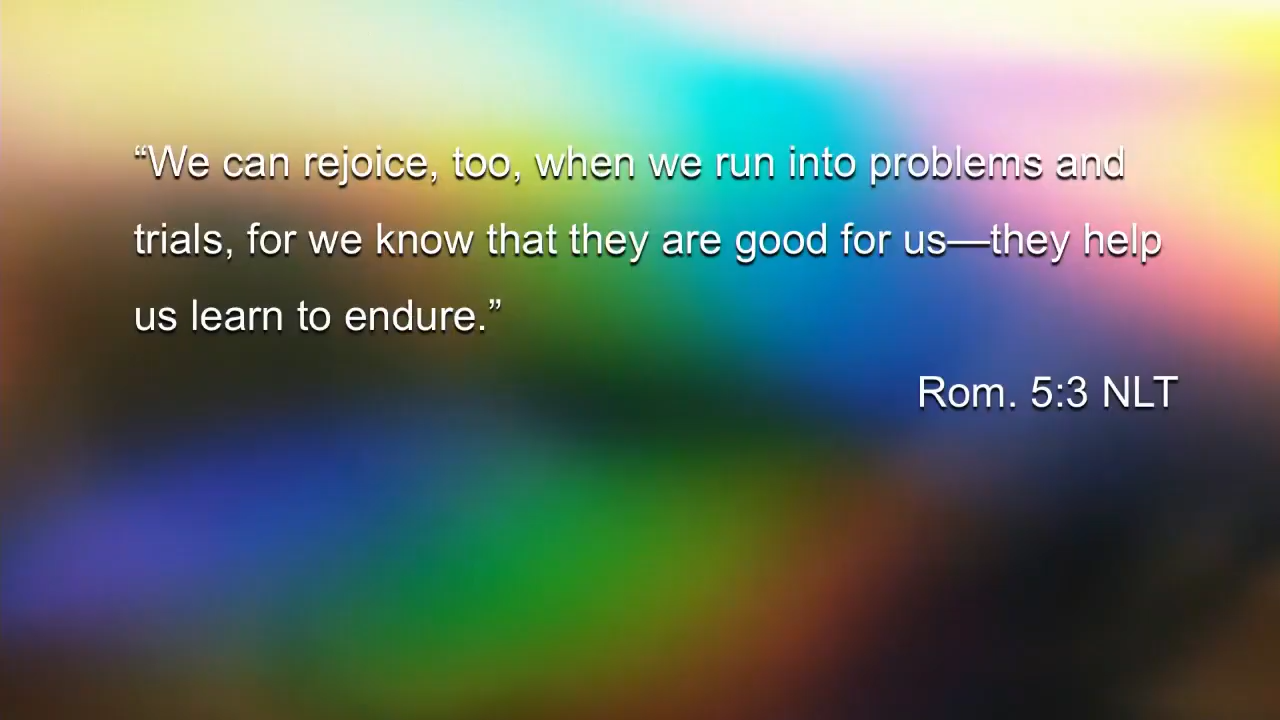 “We can rejoice, too, when we run into problems and
trials, for we know that they are good for us—they help
us learn to endure.”
Rom. 5:3 NLT